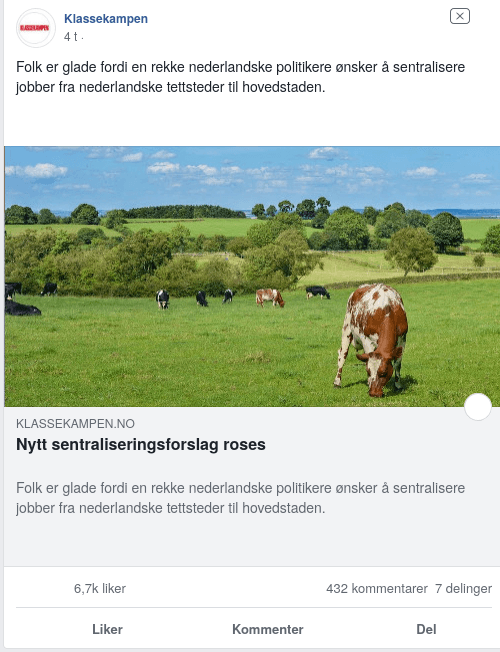 KLASSEKAMPEN
Klassekampen
4 t ·
Folk er glade fordi en rekke nederlandske politikere ønsker å sentralisere
jobber fra nederlandske tettsteder til hovedstaden.
KLASSEKAMPEN.NO
Nytt sentraliseringsforslag roses
Folk er glade fordi en rekke nederlandske politikere ønsker å sentralisere
jobber fra nederlandske tettsteder til hovedstaden.
6,7k liker 432 kommentarer 7 delinger
Liker Kommenter Del